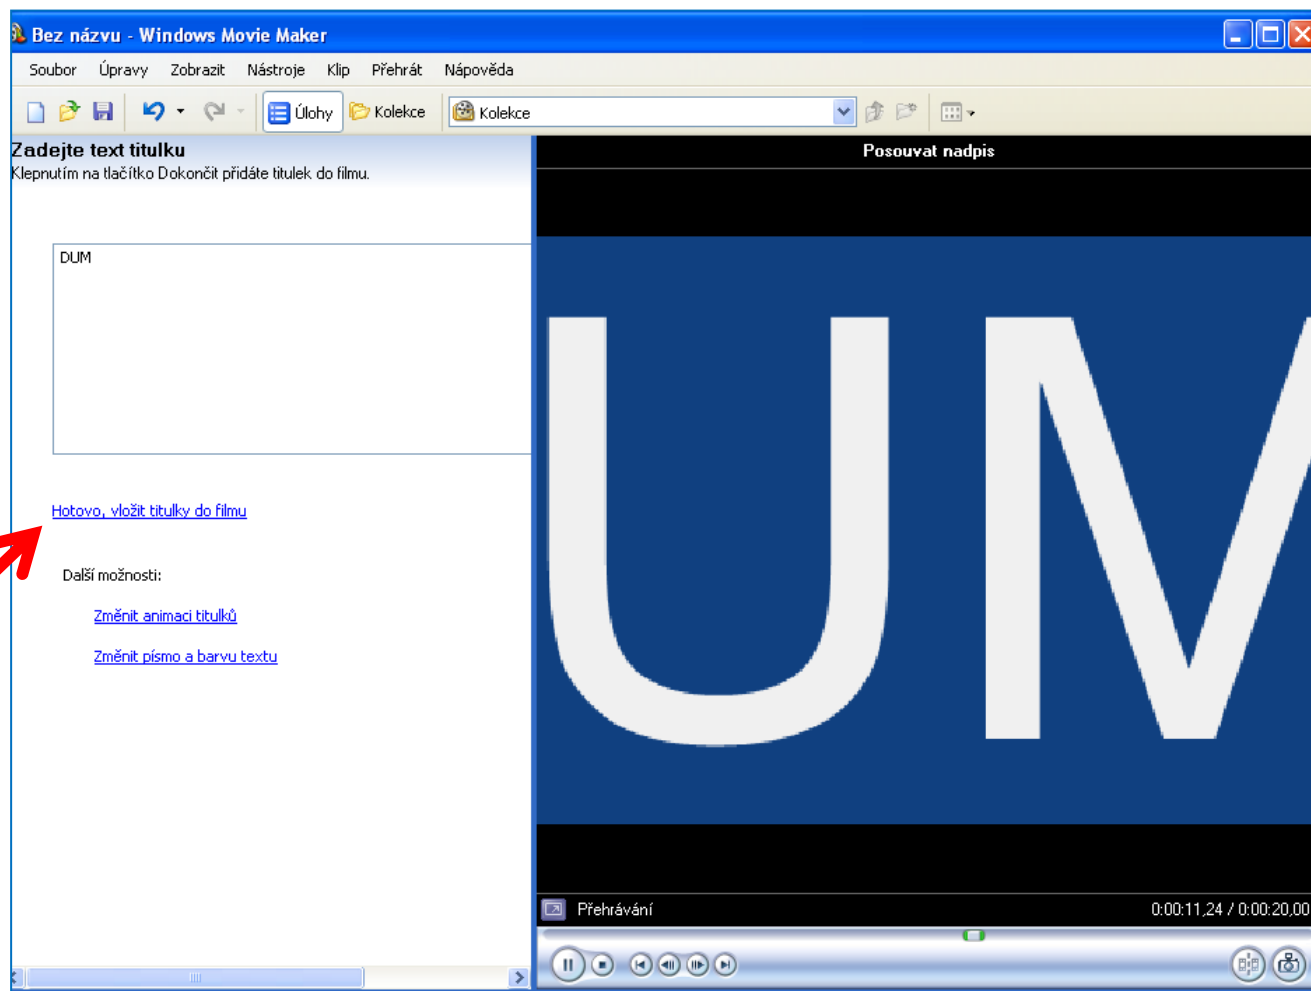 Bez názvu - Windows Movie Maker
Soubor Úpravy Zobrazit Nástroje Klip Přehrát Nápověda
Úlohy Kolekce Kolekce
Zadejte text titulku
Klepnutím na tlačítko Dokončit přidáte titulek do filmu.
DUM
Hotovo, vložit titulky do filmu
Další možnosti:
Změnit animaci titulků
Změnit písmo a barvu textu
Posouvat nadpis
UM
Přehrávání 0:00:11,24 / 0:00:20,00